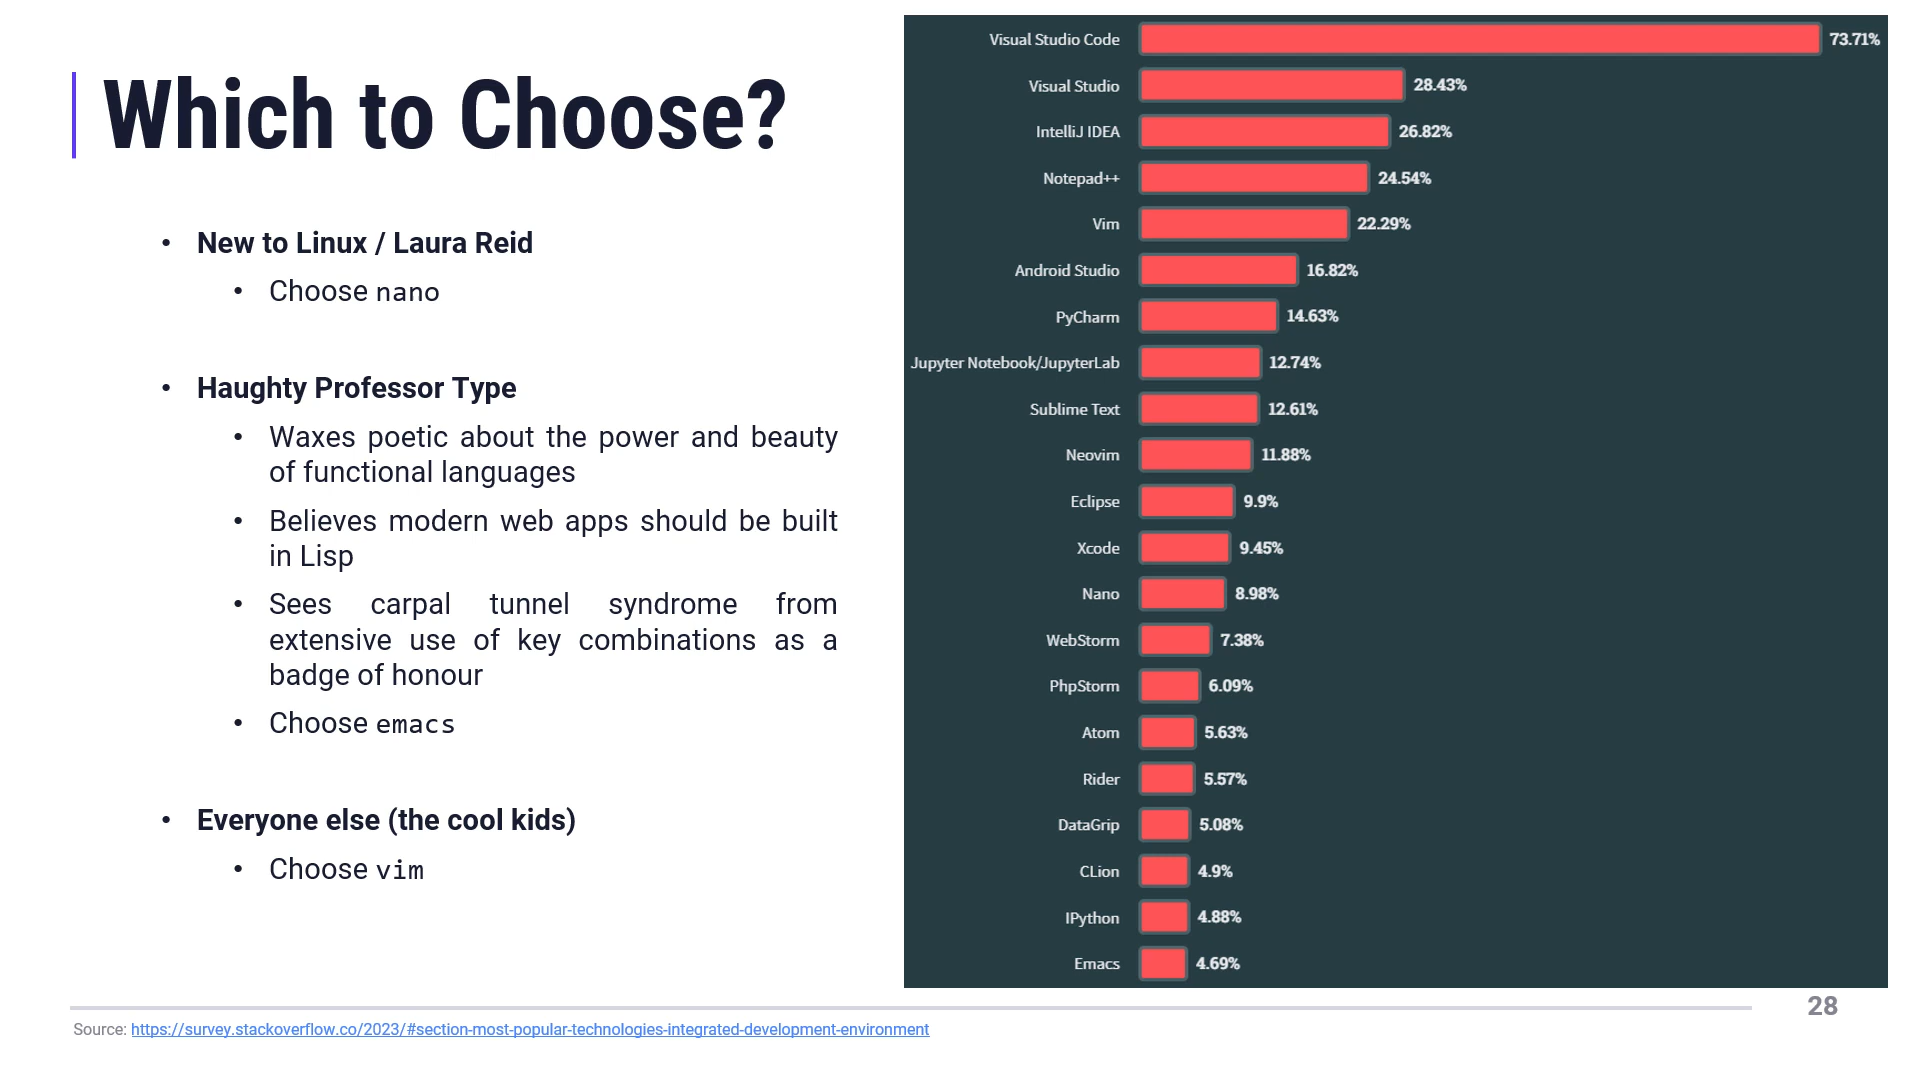 Which to Choose?
• New to Linux / Laura Reid
• Choose nano
• Haughty Professor Type
• Waxes poetic about the power and beauty
of functional languages
• Believes modern web apps should be built
in Lisp
• Sees carpal tunnel syndrome from
extensive use of key combinations as a
badge of honour
• Choose emacs
• Everyone else (the cool kids)
• Choose vim
Visual Studio Code 73.71%
Visual Studio 28.43%
IntelliJ IDEA 26.82%
Notepad++ 24.54%
Vim 22.29%
Android Studio 16.82%
PyCharm 14.63%
Jupyter Notebook/JupyterLab 12.74%
Sublime Text 12.61%
Neovim 11.88%
Eclipse 9.9%
Xcode 9.45%
Nano 8.98%
WebStorm 7.38%
PhpStorm 6.09%
Atom 5.63%
Rider 5.57%
DataGrip 5.08%
CLion 4.9%
IPython 4.88%
Emacs 4.69%
28
Source: https://survey.stackoverflow.co/2023/#section-most-popular-technologies-integrated-development-environment